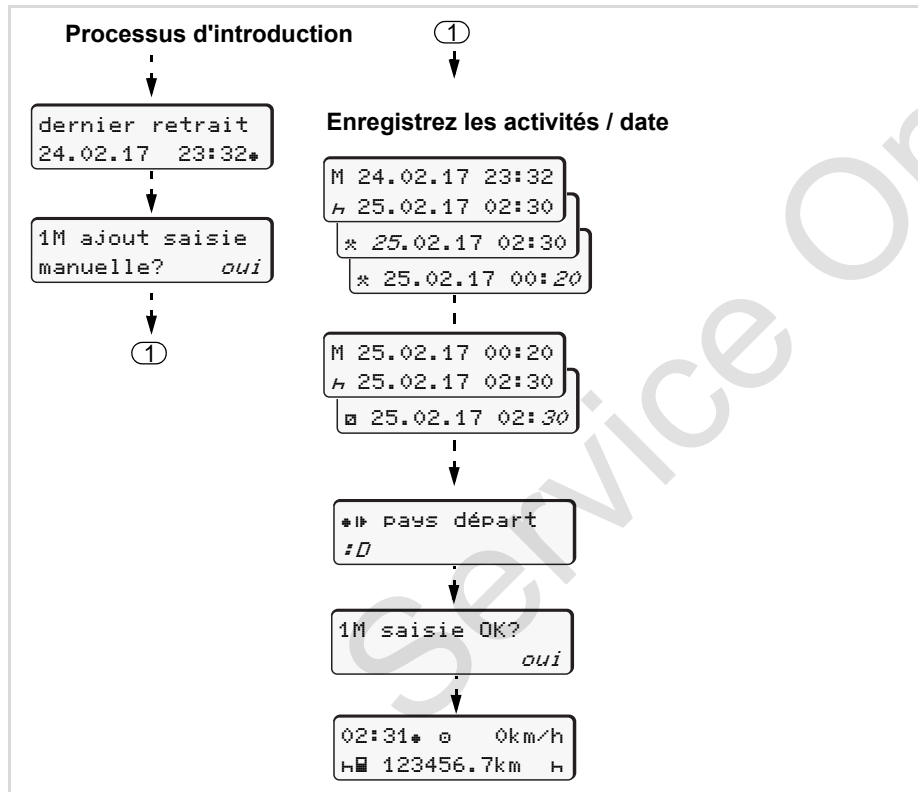 Processus d'introduction
dernier retrait
24.02.17 23:32
1M ajout saisie
manuelle? oui
1
1
Enregistrez les activités / date
M 24.02.17 23:32
25.02.17 02:30
25.02.17 02:30
25.02.17 00:20
M 25.02.17 00:20
25.02.17 02:30
25.02.17 02:30
pays départ
:D
1M saisie OK?
oui
02:31 0km/h
123456.7km
Service